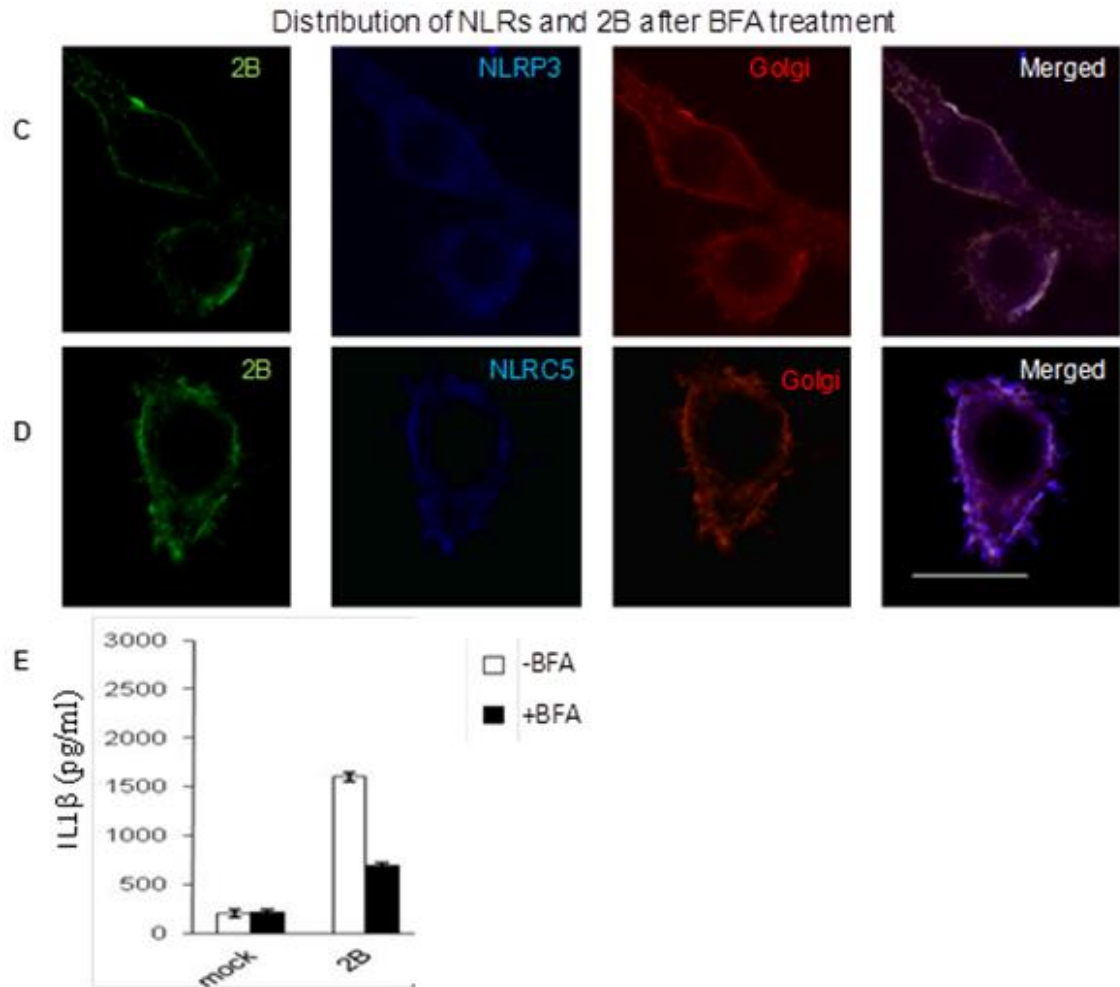 Distribution of NLRs and 2B after BFA treatment
C
2B
NLRP3
Golgi
Merged
D
2B
NLRC5
Golgi
Merged
E
IL1β (pg/ml)
3000
2500
2000
1500
1000
500
0
mock
2B
-BFA
+BFA